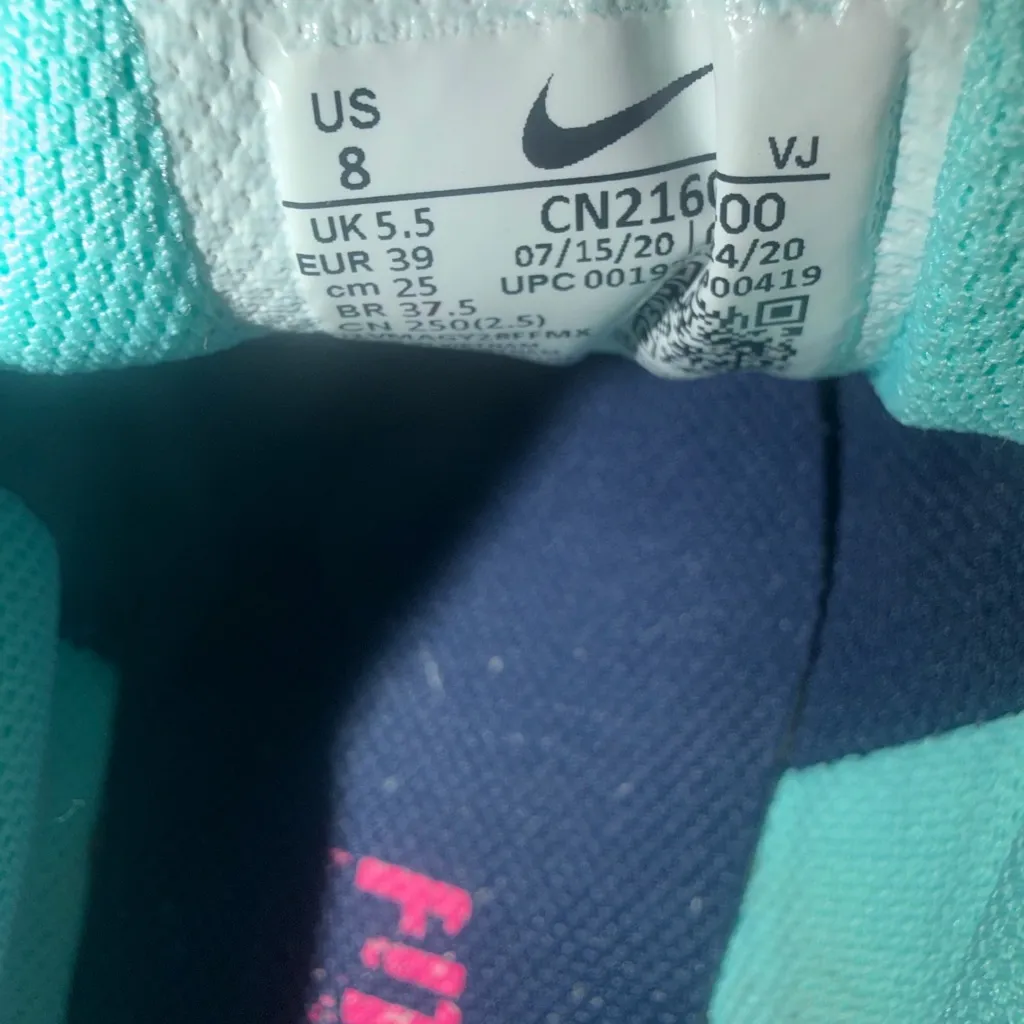 US
8
VJ
UK 5.5
EUR 39
cm 25
BR 37.5
CN 250(2.5)
CN216
00
07/15/20
4/20
UPC 0019
00419